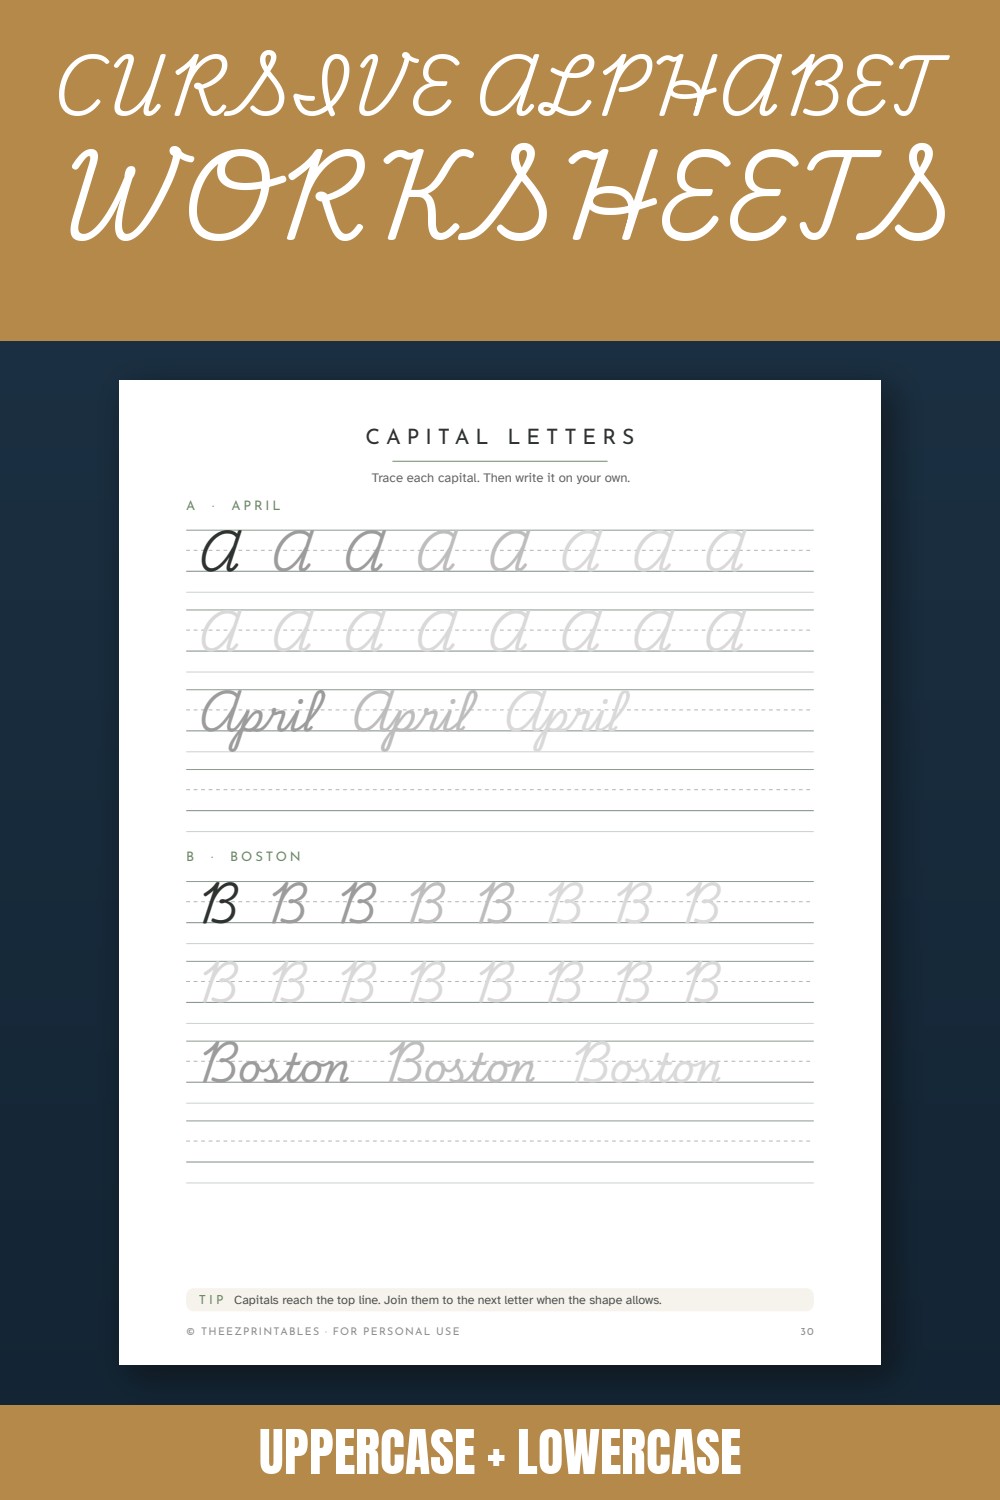 CURSIVE ALPHABET
WORKSHEETS
CAPITAL LETTERS
Trace each capital. Then write it on your own.
A · APRIL
A A A A A A A A
A A A A A A A A
April April April
B · BOSTON
B B B B B B B B
B B B B B B B B
Boston Boston Boston
TIP Capitals reach the top line. Join them to the next letter when the shape allows.
© THEEZPRINTABLES · FOR PERSONAL USE 30
UPPERCASE + LOWERCASE